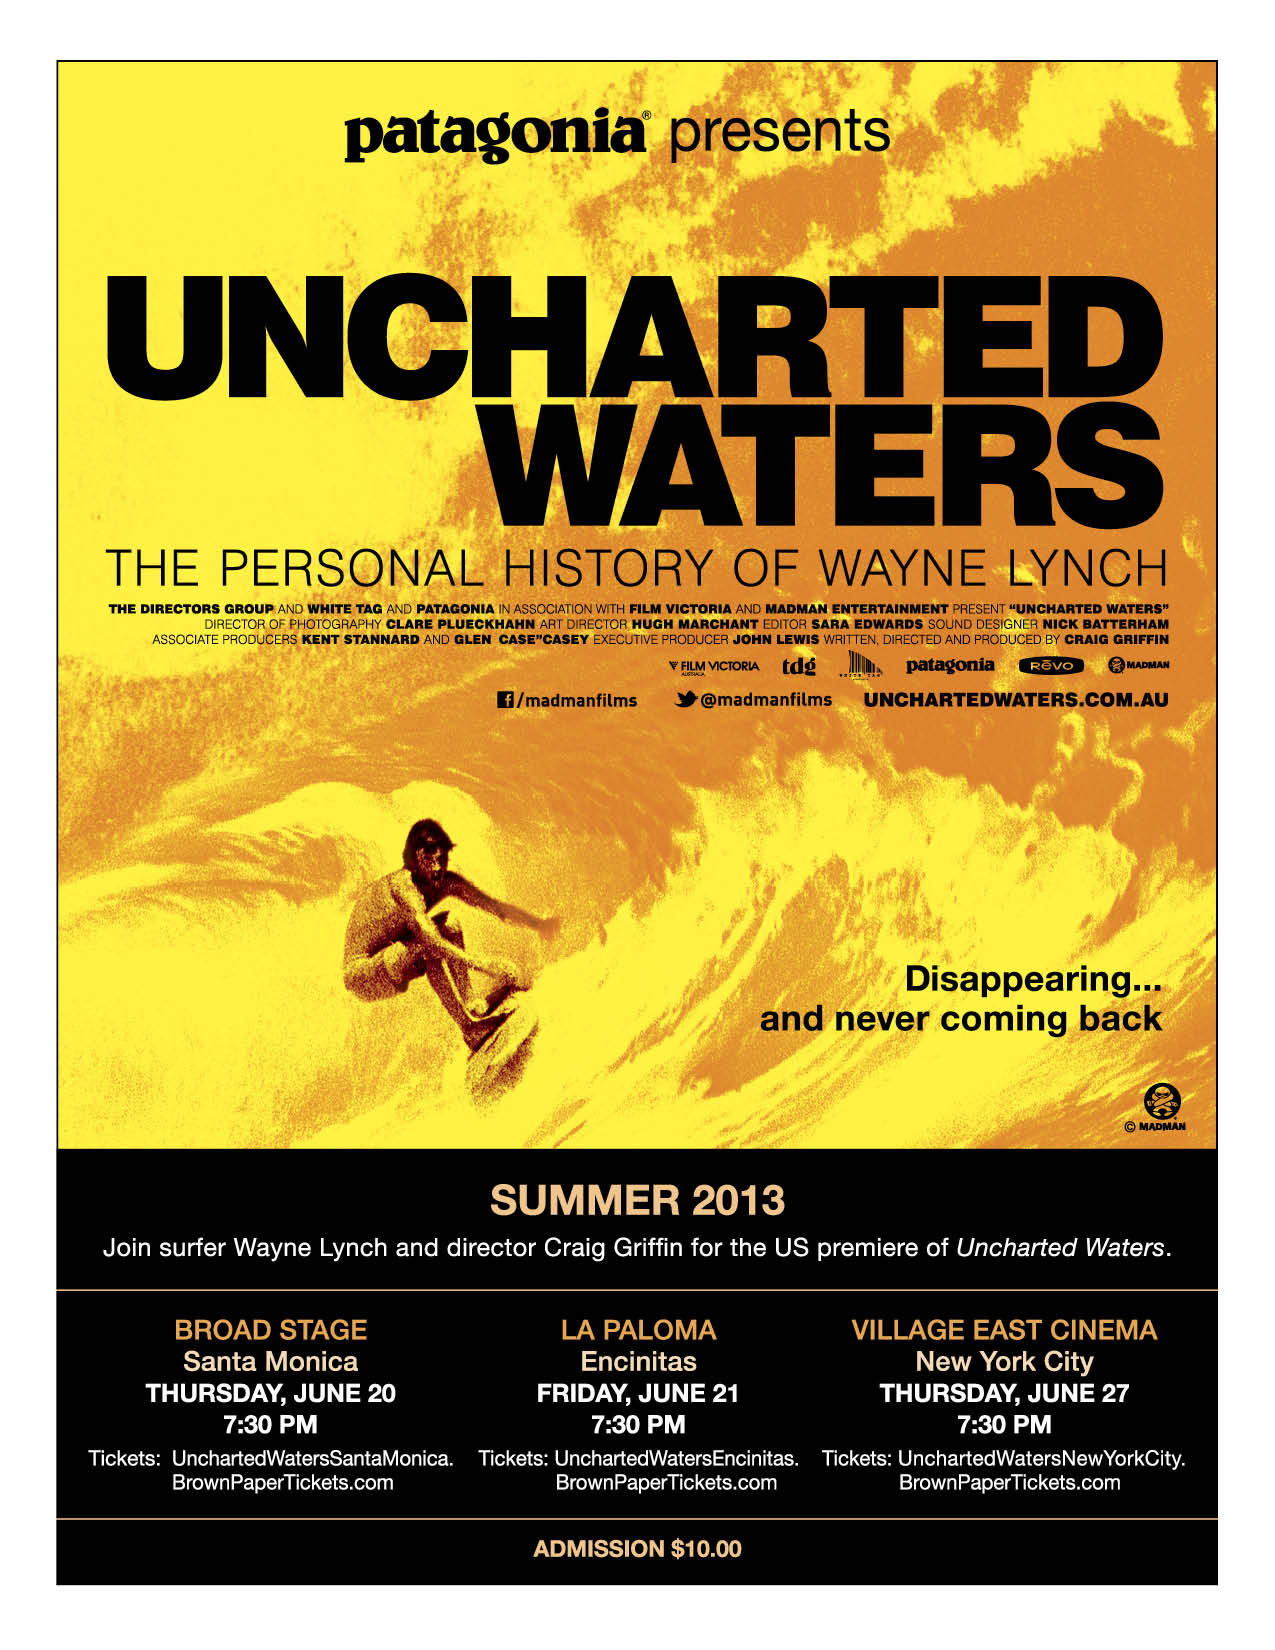 patagonia® presents
UNCHARTED
WATERS
THE PERSONAL HISTORY OF WAYNE LYNCH
THE DIRECTORS GROUP AND WHITE TAG AND PATAGONIA IN ASSOCIATION WITH FILM VICTORIA AND MADMAN ENTERTAINMENT PRESENT “UNCHARTED WATERS”
DIRECTOR OF PHOTOGRAPHY CLARE PLUECKHAHN ART DIRECTOR HUGH MARCHANT EDITOR SARA EDWARDS SOUND DESIGNER NICK BATTERHAM
ASSOCIATE PRODUCERS KENT STANNARD AND GLEN CASE”CASEY EXECUTIVE PRODUCER JOHN LEWIS WRITTEN, DIRECTED AND PRODUCED BY CRAIG GRIFFIN
FILM VICTORIA AUSTRALIA tdg patagonia REVO MADMAN
/madmanfilms @madmanfilms UNCHARTEDWATERS.COM.AU
Disappearing...
and never coming back
© MADMAN
SUMMER 2013
Join surfer Wayne Lynch and director Craig Griffin for the US premiere of Uncharted Waters.
BROAD STAGE
Santa Monica
THURSDAY, JUNE 20
7:30 PM
Tickets: UnchartedWatersSantaMonica.
BrownPaperTickets.com
LA PALOMA
Encinitas
FRIDAY, JUNE 21
7:30 PM
Tickets: UnchartedWatersEncinitas.
BrownPaperTickets.com
VILLAGE EAST CINEMA
New York City
THURSDAY, JUNE 27
7:30 PM
Tickets: UnchartedWatersNewYorkCity.
BrownPaperTickets.com
ADMISSION $10.00